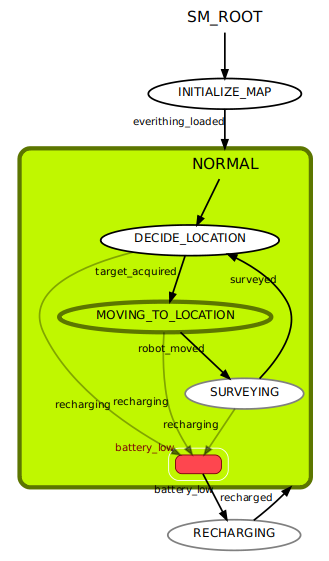 SM_ROOT
INITIALIZE_MAP
everithing_loaded
NORMAL
DECIDE_LOCATION
target_acquired
surveyed
MOVING_TO_LOCATION
robot_moved
SURVEYING
recharging
recharging
recharging
battery_low
battery_low
recharged
RECHARGING